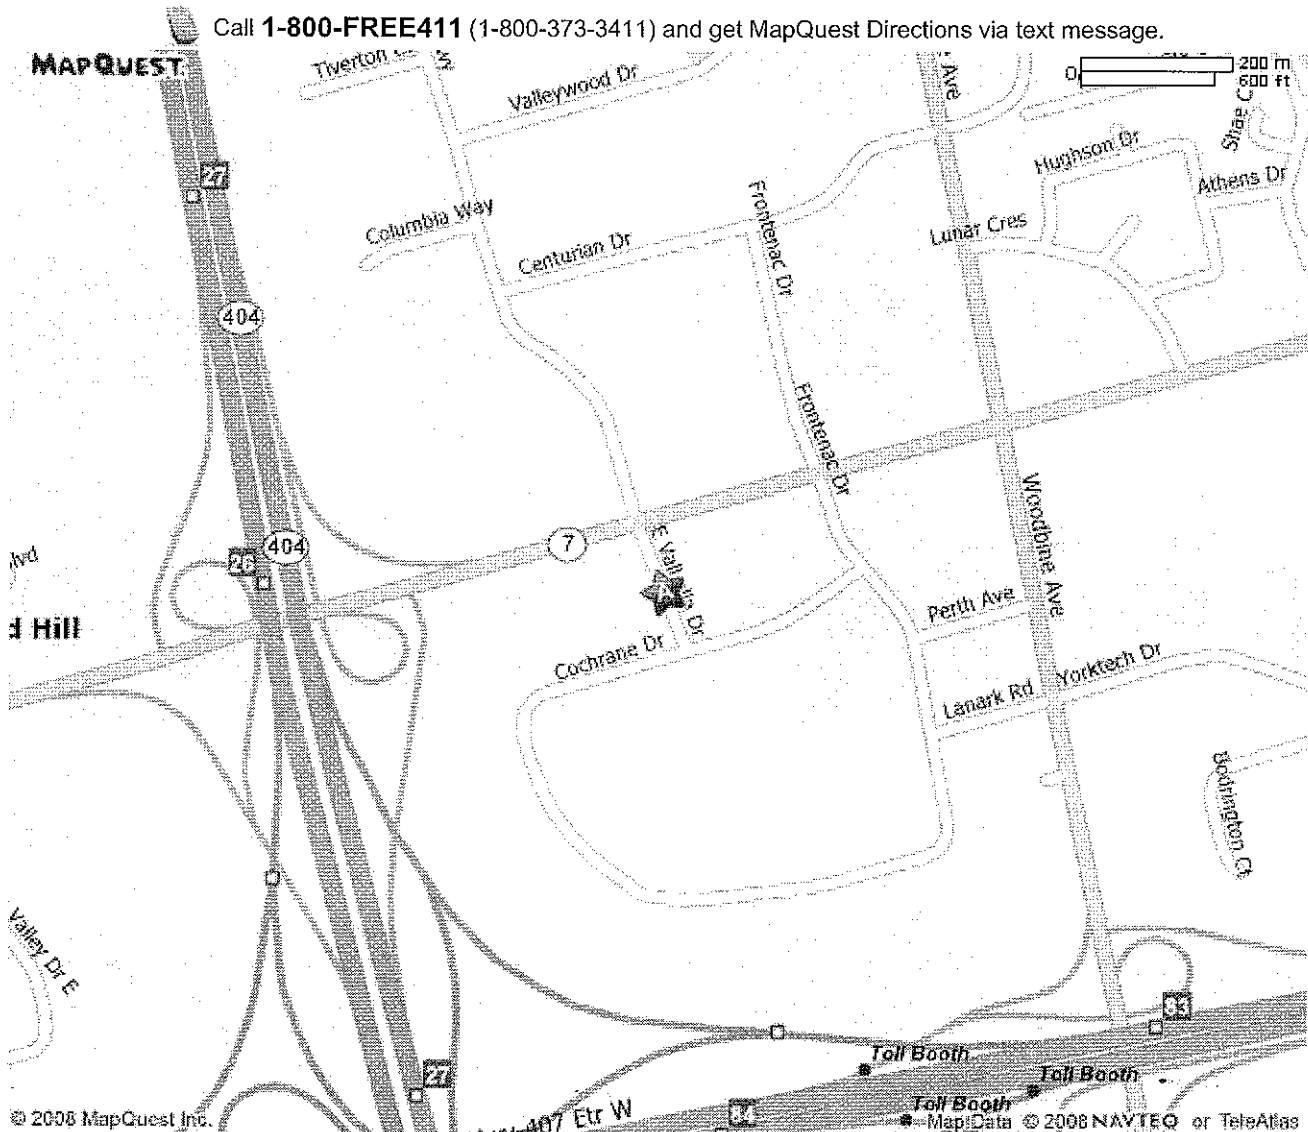 Call 1-800-FREE411 (1-800-373-3411) and get MapQuest Directions via text message.
MAPQUEST
Tiverton
Valleywood Dr
Ave
0
200 m
600 ft
Hughson Dr
Athens Dr
27
Columbia Way
Centurian Dr
Frontenac Dr
Lunar Cres
404
Frontenac Dr
404
7
26
Woodbine Ave
lvd
d Hill
Perth Ave
Cochrane Dr
Lanark Rd
Yorktech Dr
Valley Dr E
83
Toll Booth
27
Toll Booth
407 Etr W
Toll Booth
© 2008 MapQuest Inc.
Map Data © 2008 NAVTEQ or TeleAtlas